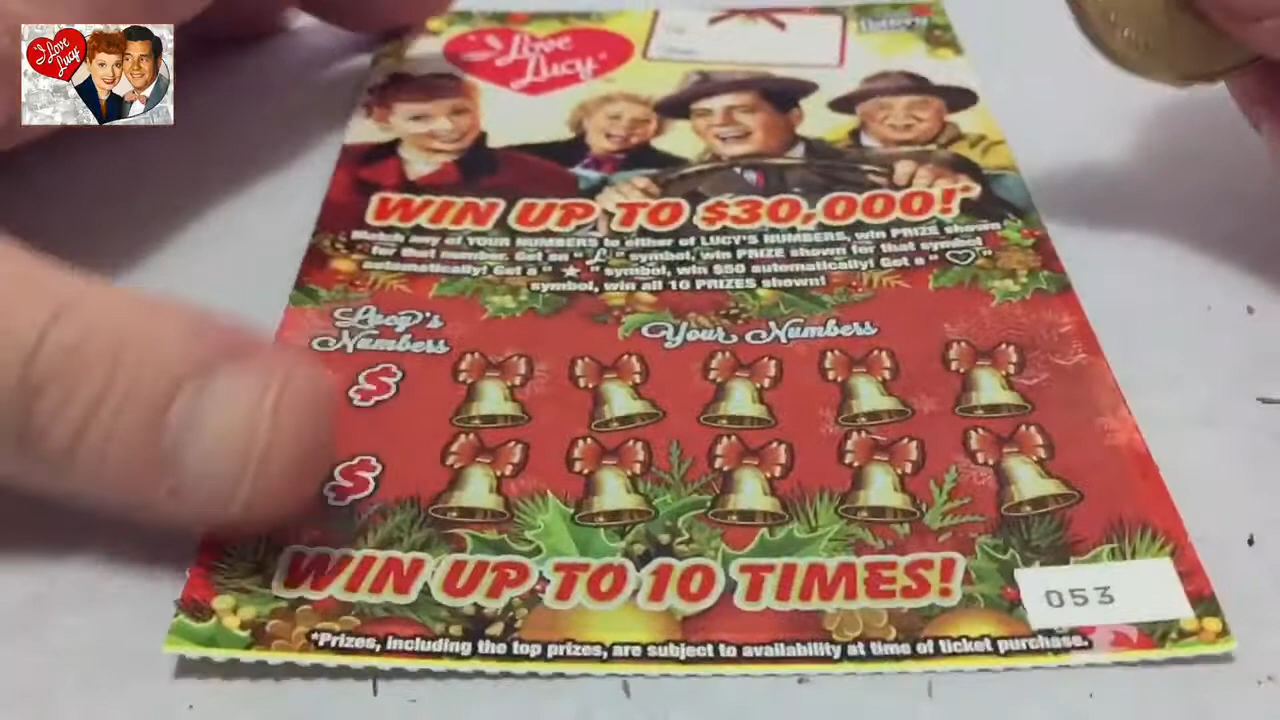 "I Love
Lucy"
"I Love
Lucy"
lottery
WIN UP TO $30,000!*
Match any of YOUR NUMBERS to either of LUCY'S NUMBERS, win PRIZE shown
for that number. Get an " L " symbol, win PRIZE shown for that symbol
automatically! Get a " ★ " symbol, win $50 automatically! Get a " ♡ "
symbol, win all 10 PRIZES shown!
Lucy's
Numbers
Your Numbers
$
$
WIN UP TO 10 TIMES!
053
*Prizes, including the top prizes, are subject to availability at time of ticket purchase.